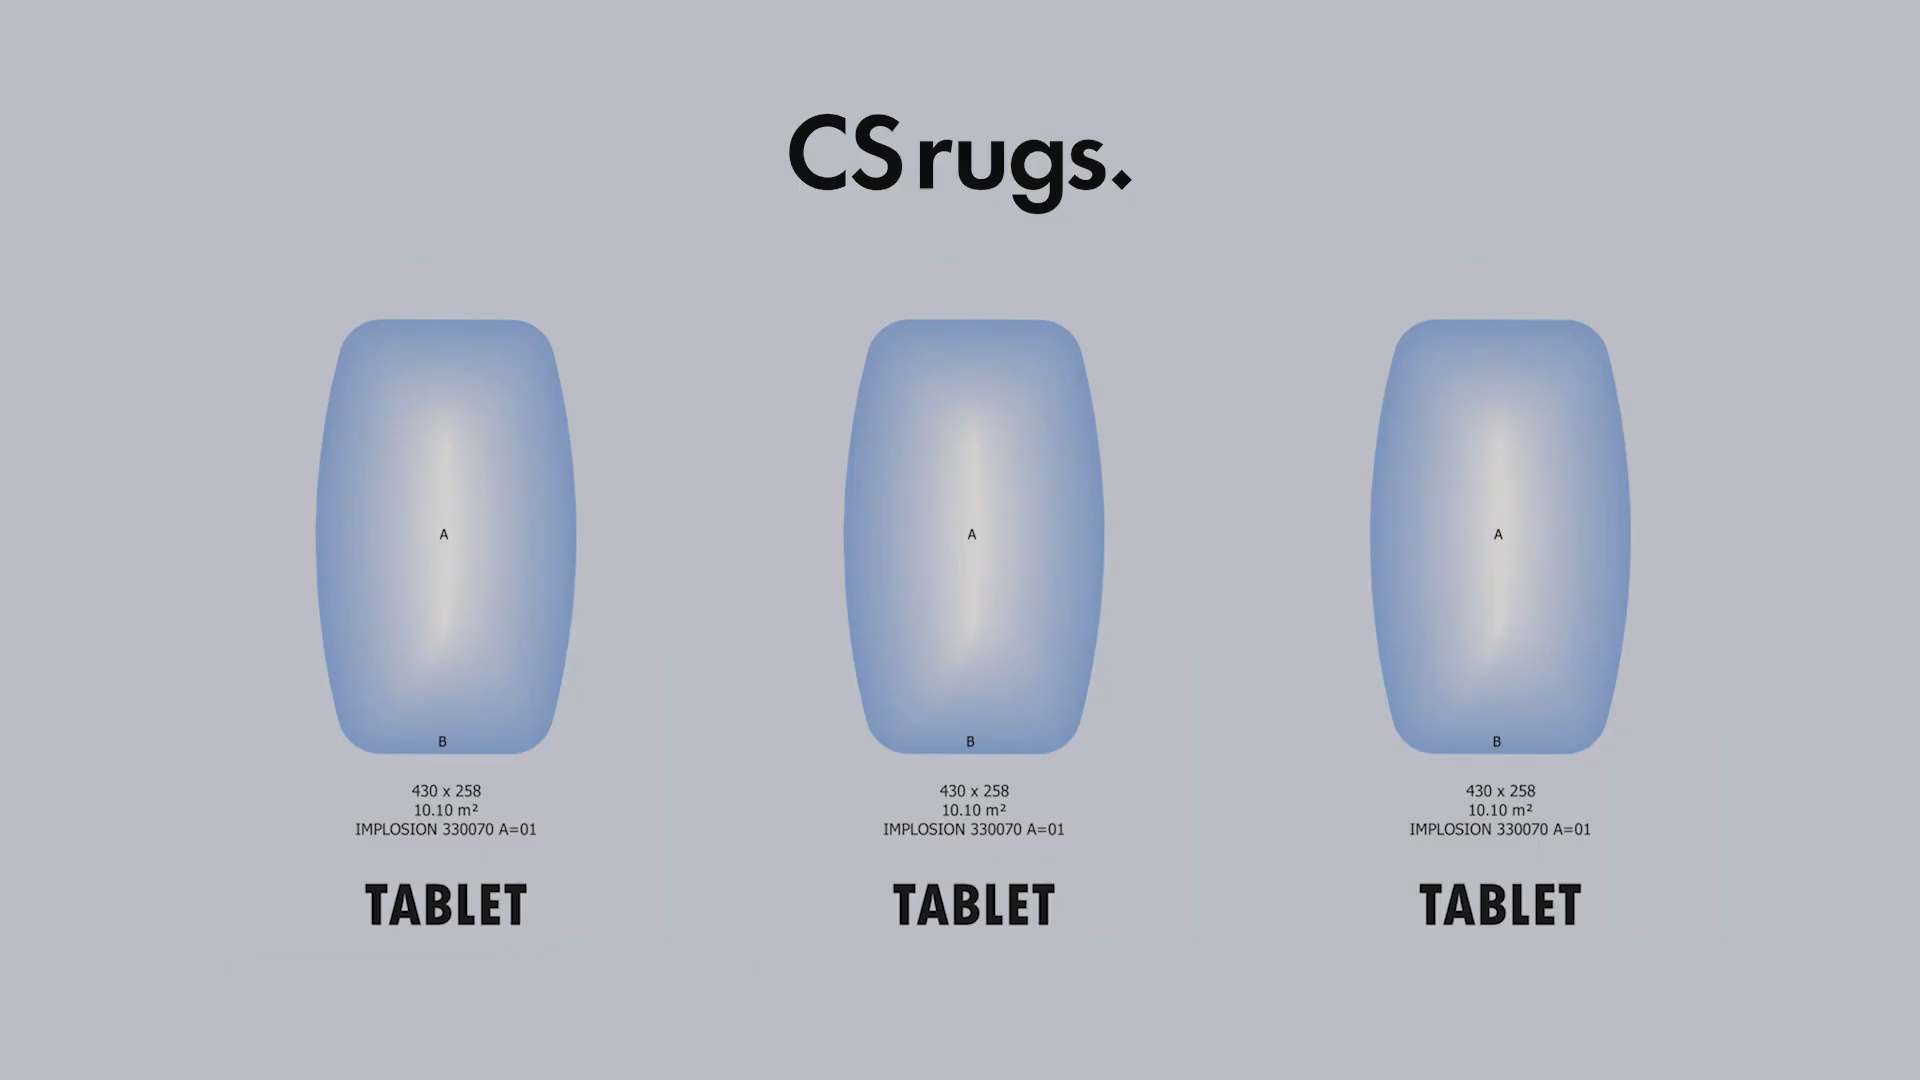 CS rugs.
A
B
430 x 258
10.10 m²
IMPLOSION 330070 A=01
TABLET
A
B
430 x 258
10.10 m²
IMPLOSION 330070 A=01
TABLET
A
B
430 x 258
10.10 m²
IMPLOSION 330070 A=01
TABLET